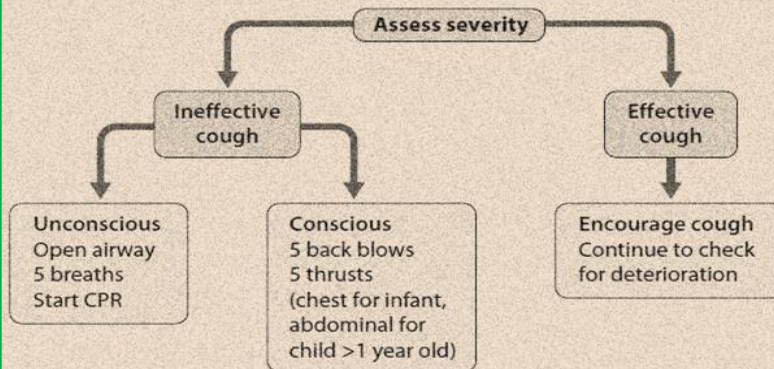 Assess severity
Ineffective
cough
Effective
cough
Unconscious
Open airway
5 breaths
Start CPR
Conscious
5 back blows
5 thrusts
(chest for infant,
abdominal for
child >1 year old)
Encourage cough
Continue to check
for deterioration